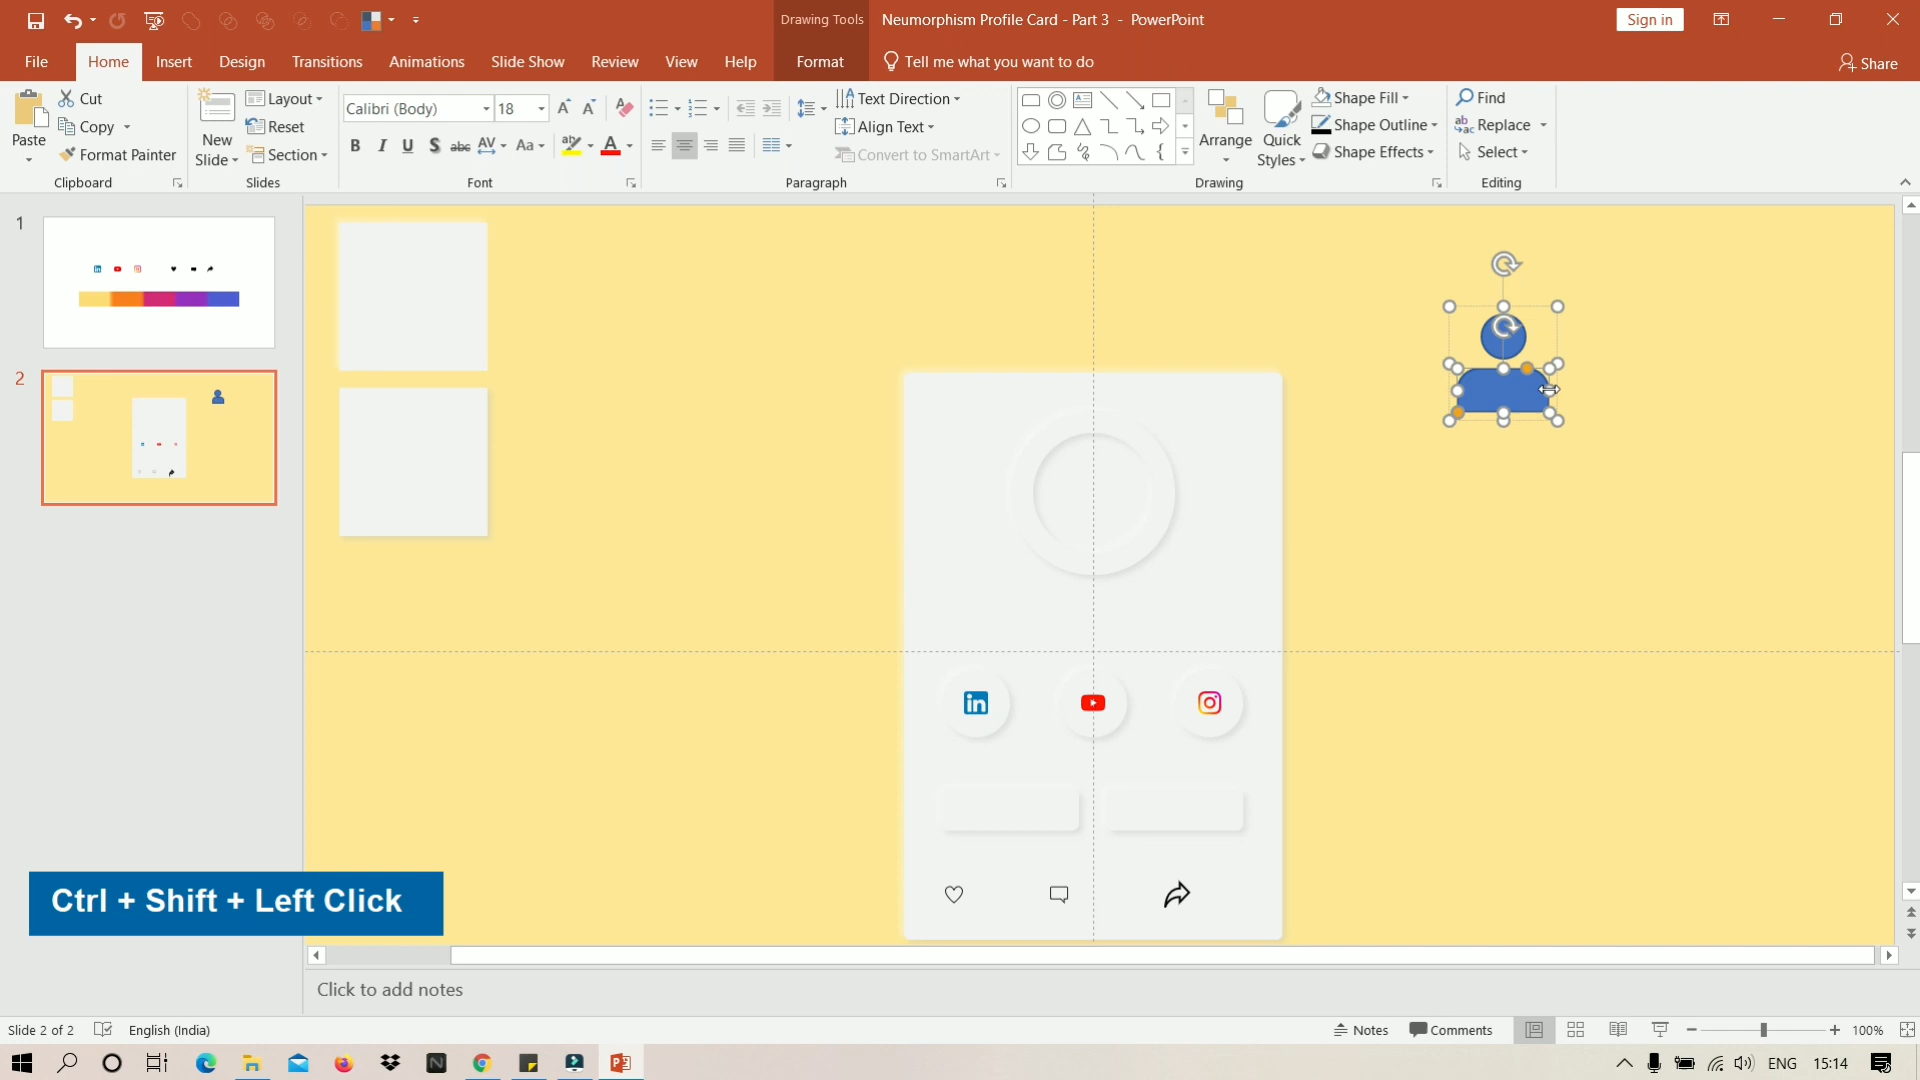 Drawing Tools
Neumorphism Profile Card - Part 3 - PowerPoint
Sign in
File
Home
Insert
Design
Transitions
Animations
Slide Show
Review
View
Help
Format
Tell me what you want to do
Share
Paste
Cut
Copy
Format Painter
Clipboard
New
Slide
Layout
Reset
Section
Slides
Calibri (Body)
18
B I U S abc AV Aa A
Font
Text Direction
Align Text
Convert to SmartArt
Paragraph
Arrange
Quick
Styles
Shape Fill
Shape Outline
Shape Effects
Drawing
Find
Replace
Select
Editing
1
2
in
Ctrl + Shift + Left Click
Click to add notes
Slide 2 of 2
English (India)
Notes
Comments
100%
ENG
15:14